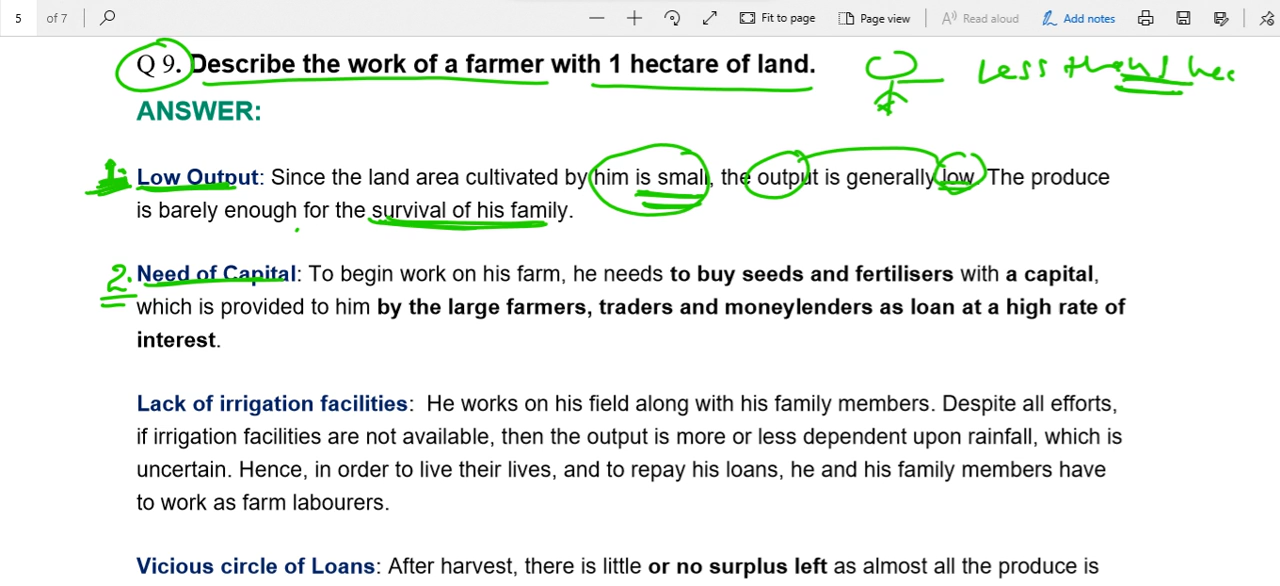 5 of 7 Fit to page Page view Read aloud Add notes
Q 9. Describe the work of a farmer with 1 hectare of land.
Less than 1 hec
ANSWER:
1. Low Output: Since the land area cultivated by him is small, the output is generally low. The produce
is barely enough for the survival of his family.
2. Need of Capital: To begin work on his farm, he needs to buy seeds and fertilisers with a capital,
which is provided to him by the large farmers, traders and moneylenders as loan at a high rate of
interest.
Lack of irrigation facilities: He works on his field along with his family members. Despite all efforts,
if irrigation facilities are not available, then the output is more or less dependent upon rainfall, which is
uncertain. Hence, in order to live their lives, and to repay his loans, he and his family members have
to work as farm labourers.
Vicious circle of Loans: After harvest, there is little or no surplus left as almost all the produce is